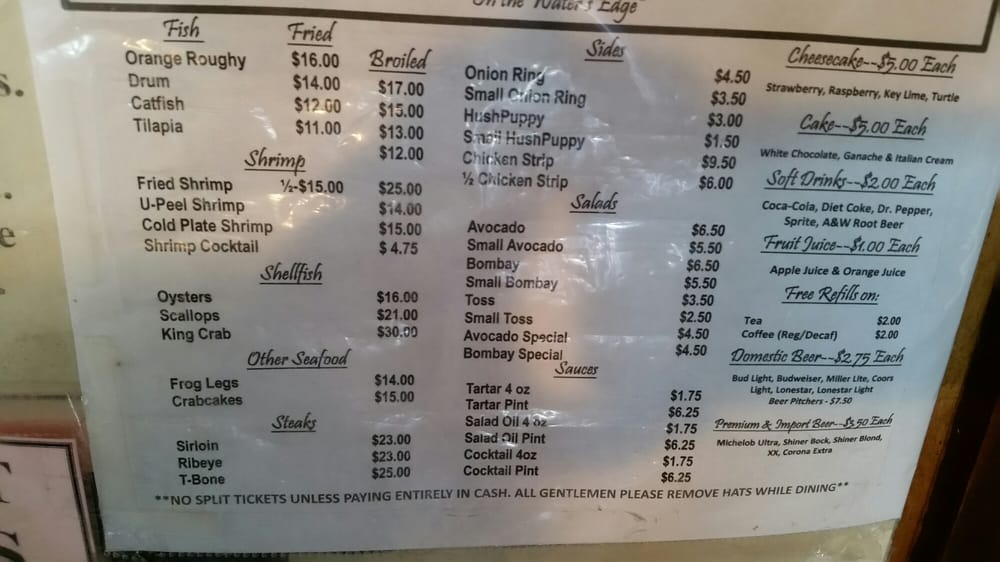 On the Water's Edge
Fish Fried Broiled
Orange Roughy $16.00 $17.00
Drum $14.00 $15.00
Catfish $12.00 $13.00
Tilapia $11.00 $12.00
Shrimp
Fried Shrimp ½-$15.00 $25.00
U-Peel Shrimp $14.00
Cold Plate Shrimp $15.00
Shrimp Cocktail $ 4.75
Shellfish
Oysters $16.00
Scallops $21.00
King Crab $30.00
Other Seafood
Frog Legs $14.00
Crabcakes $15.00
Steaks
Sirloin $23.00
Ribeye $23.00
T-Bone $25.00
Sides
Onion Ring $4.50
Small Onion Ring $3.50
HushPuppy $3.00
Small HushPuppy $1.50
Chicken Strip $9.50
½ Chicken Strip $6.00
Salads
Avocado $6.50
Small Avocado $5.50
Bombay $6.50
Small Bombay $5.50
Toss $3.50
Small Toss $2.50
Avocado Special $4.50
Bombay Special $4.50
Sauces
Tartar 4 oz $1.75
Tartar Pint $6.25
Salad Oil 4 oz $1.75
Salad Oil Pint $6.25
Cocktail 4oz $1.75
Cocktail Pint $6.25
Cheesecake--$5.00 Each
Strawberry, Raspberry, Key Lime, Turtle
Cake--$5.00 Each
White Chocolate, Ganache & Italian Cream
Soft Drinks--$2.00 Each
Coca-Cola, Diet Coke, Dr. Pepper,
Sprite, A&W Root Beer
Fruit Juice--$1.00 Each
Apple Juice & Orange Juice
Free Refills on:
Tea $2.00
Coffee (Reg/Decaf) $2.00
Domestic Beer--$2.75 Each
Bud Light, Budweiser, Miller Lite, Coors
Light, Lonestar, Lonestar Light
Beer Pitchers - $7.50
Premium & Import Beer--$3.50 Each
Michelob Ultra, Shiner Bock, Shiner Blond,
XX, Corona Extra
**NO SPLIT TICKETS UNLESS PAYING ENTIRELY IN CASH. ALL GENTLEMEN PLEASE REMOVE HATS WHILE DINING**